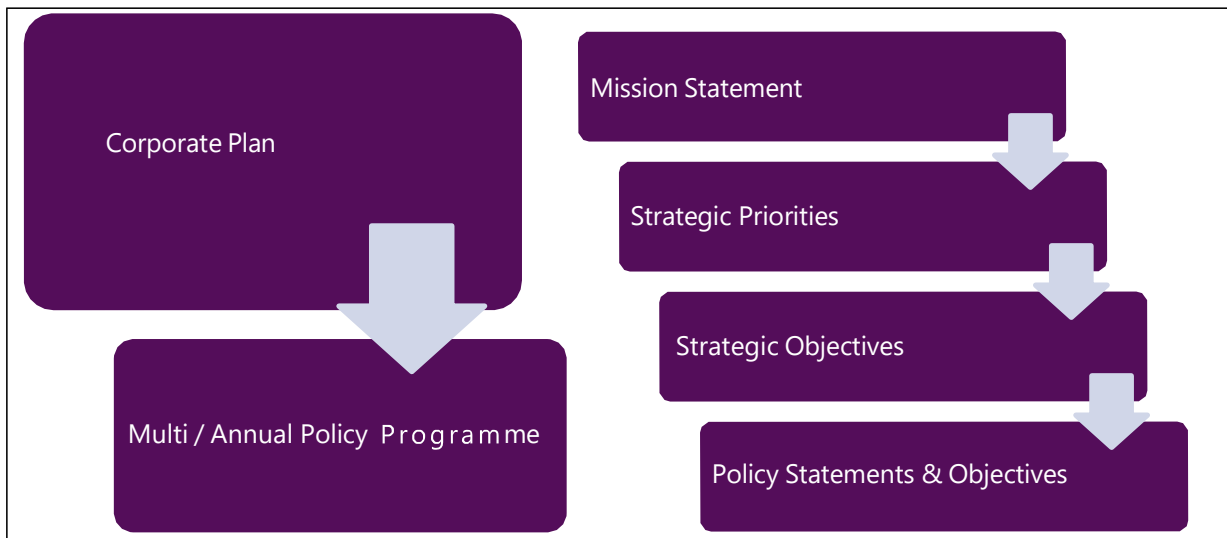 Corporate Plan
Multi / Annual Policy Programme
Mission Statement
Strategic Priorities
Strategic Objectives
Policy Statements & Objectives